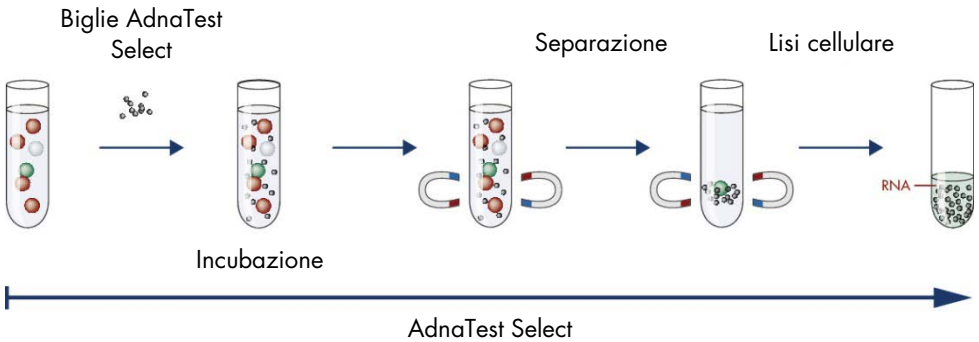 Biglie AdnaTest
Select
Separazione
Lisi cellulare
RNA
Incubazione
AdnaTest Select